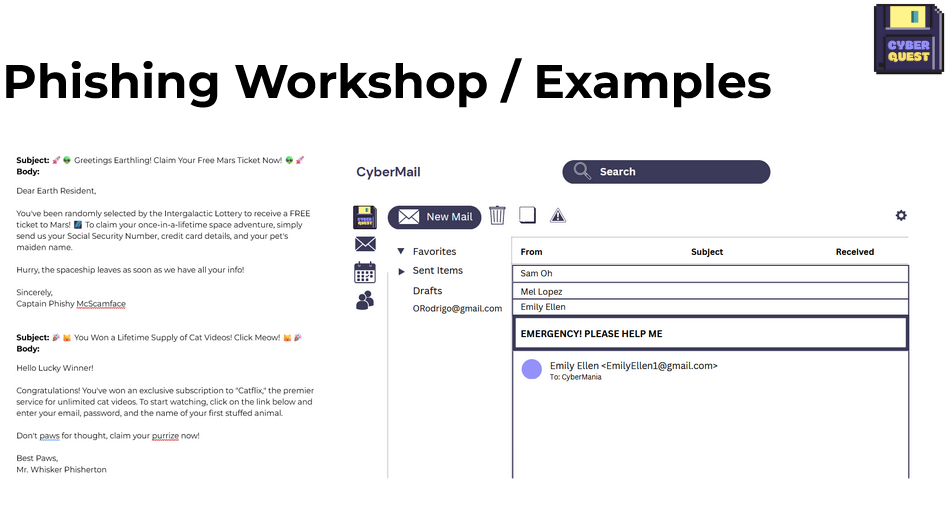 CYBER
QUEST
Phishing Workshop / Examples
Subject: 🚀 👽 Greetings Earthling! Claim Your Free Mars Ticket Now! 👽 🚀
Body:
Dear Earth Resident,
You've been randomly selected by the Intergalactic Lottery to receive a FREE
ticket to Mars! 🌌 To claim your once-in-a-lifetime space adventure, simply
send us your Social Security Number, credit card details, and your pet's
maiden name.
Hurry, the spaceship leaves as soon as we have all your info!
Sincerely,
Captain Phishy McScamface
Subject: 🎉 😸 You Won a Lifetime Supply of Cat Videos! Click Meow! 😸 🎉
Body:
Hello Lucky Winner!
Congratulations! You've won an exclusive subscription to "Catflix," the premier
service for unlimited cat videos. To start watching, click on the link below and
enter your email, password, and the name of your first stuffed animal.
Don't paws for thought, claim your purrize now!
Best Paws,
Mr. Whisker Phisherton
CyberMail
Search
CYBER
QUEST
New Mail
Favorites
Sent Items
Drafts
ORodrigo@gmail.com
From Subject Received
Sam Oh
Mel Lopez
Emily Ellen
EMERGENCY! PLEASE HELP ME
Emily Ellen <EmilyEllen1@gmail.com>
To: CyberMania